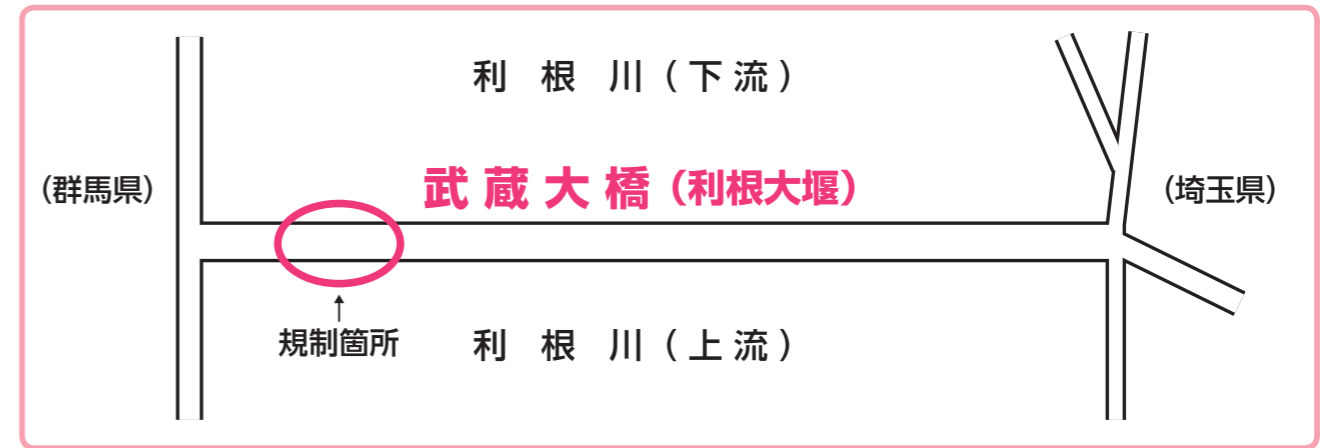 利根川（下流）
武蔵大橋（利根大堰）
（群馬県）
（埼玉県）
↑
規制箇所
利根川（上流）